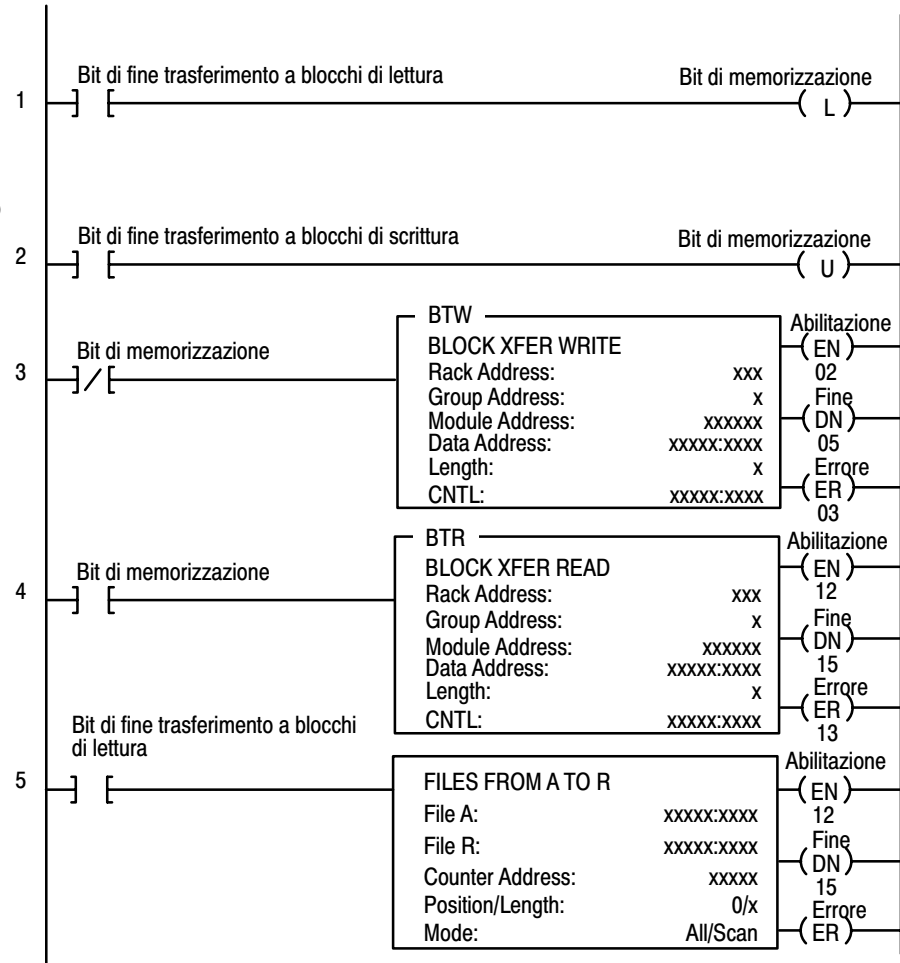 Bit di fine trasferimento a blocchi di lettura
Bit di memorizzazione
1
L
Bit di fine trasferimento a blocchi di scrittura
Bit di memorizzazione
2
U
BTW
Abilitazione
Bit di memorizzazione
BLOCK XFER WRITE
EN
3
Rack Address: xxx
02
Group Address: x
Fine
Module Address: xxxxxx
DN
Data Address: xxxxx:xxxx
05
Length: x
Errore
CNTL: xxxxx:xxxx
ER
03
BTR
Abilitazione
Bit di memorizzazione
BLOCK XFER READ
EN
4
Rack Address: xxx
12
Group Address: x
Fine
Module Address: xxxxxx
DN
Data Address: xxxxx:xxxx
15
Length: x
Errore
CNTL: xxxxx:xxxx
ER
13
Bit di fine trasferimento a blocchi
di lettura
Abilitazione
5
FILES FROM A TO R
EN
File A: xxxxx:xxxx
12
File R: xxxxx:xxxx
Fine
DN
Counter Address: xxxxx
15
Position/Length: 0/x
Errore
Mode: All/Scan
ER